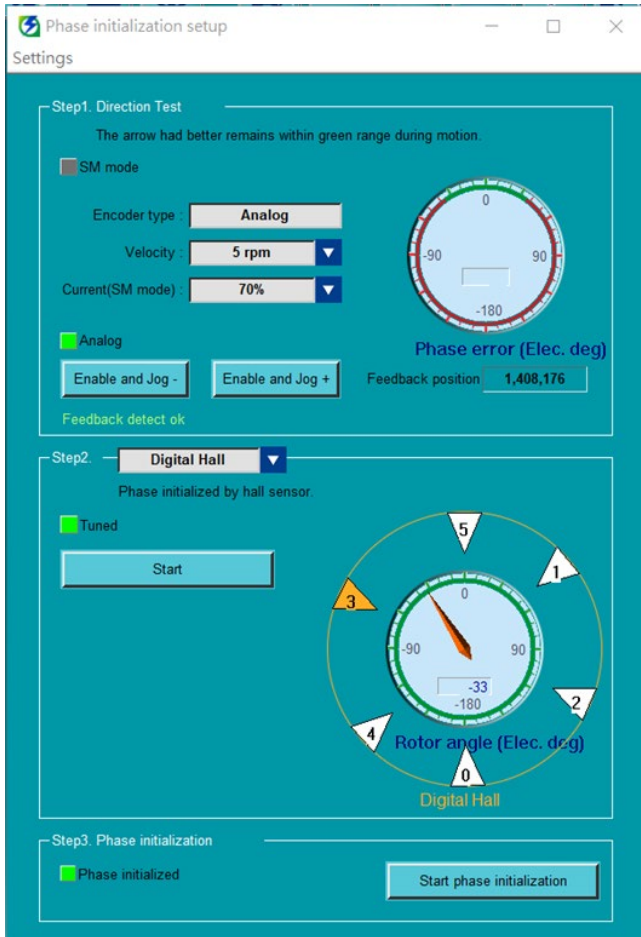 Phase initialization setup
Settings
Step1. Direction Test
The arrow had better remains within green range during motion.
SM mode
Encoder type : Analog
Velocity : 5 rpm
Current(SM mode) : 70%
0
-90 90
-180
Phase error (Elec. deg)
Analog
Enable and Jog - Enable and Jog + Feedback position 1,408,176
Feedback detect ok
Step2. Digital Hall
Phase initialized by hall sensor.
Tuned
Start
5
1
3
0
-90 90
-33
-180
2
4
Rotor angle (Elec. deg)
0
Digital Hall
Step3. Phase initialization
Phase initialized
Start phase initialization